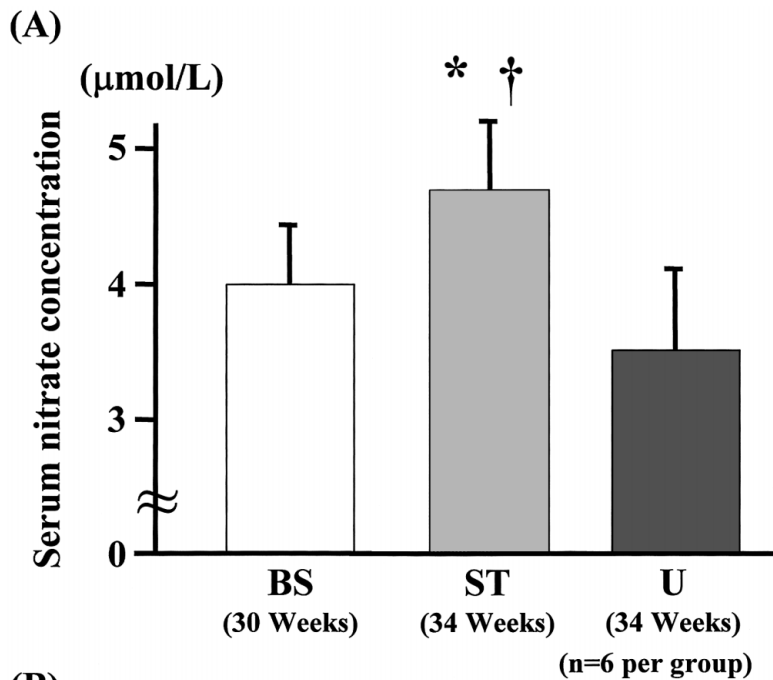 (A)
(μmol/L)
* †
Serum nitrate concentration
5
4
3
0
BS ST U
(30 Weeks) (34 Weeks) (34 Weeks)
(n=6 per group)
(B)